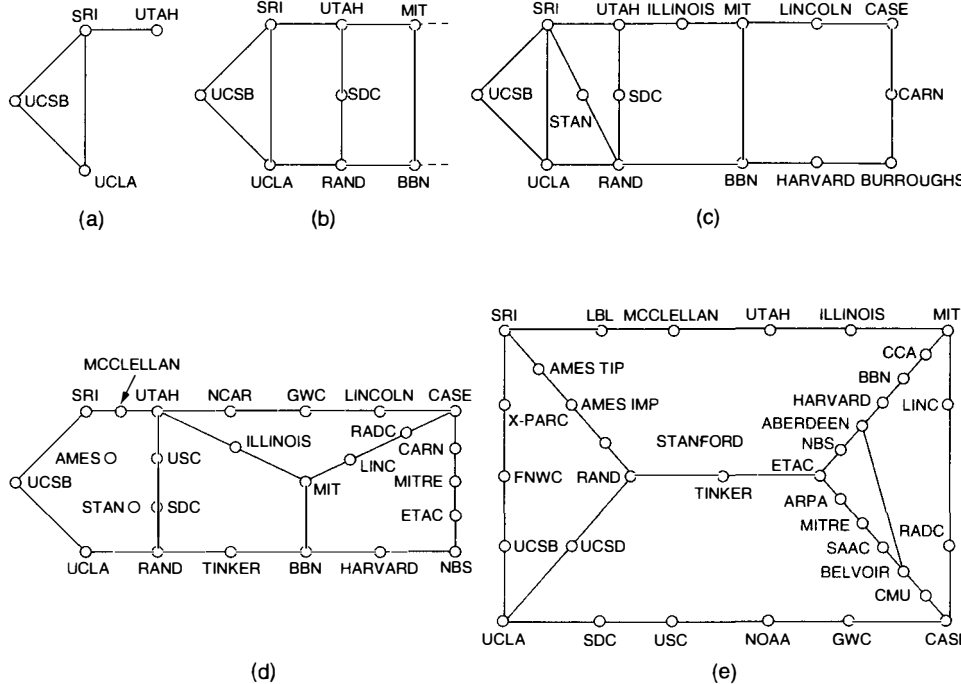 SRI UTAH
UCSB
UCLA
(a)
SRI UTAH MIT
UCSB
SDC
UCLA RAND BBN
(b)
SRI UTAH ILLINOIS MIT LINCOLN CASE
UCSB
STAN
SDC
CARN
UCLA RAND BBN HARVARD BURROUGHS
(c)
MCCLELLAN
SRI UTAH NCAR GWC LINCOLN CASE
ILLINOIS
RADC
CARN
AMES
USC
LINC
UCSB
MIT
MITRE
STAN
SDC
ETAC
UCLA RAND TINKER BBN HARVARD NBS
(d)
SRI LBL MCCLELLAN UTAH ILLINOIS MIT
CCA
AMES TIP
BBN
X-PARC
AMES IMP
HARVARD
LINC
ABERDEEN
STANFORD
NBS
FNWC
RAND
TINKER
ETAC
ARPA
MITRE
UCSB
UCSD
SAAC
RADC
BELVOIR
CMU
UCLA SDC USC NOAA GWC CASE
(e)